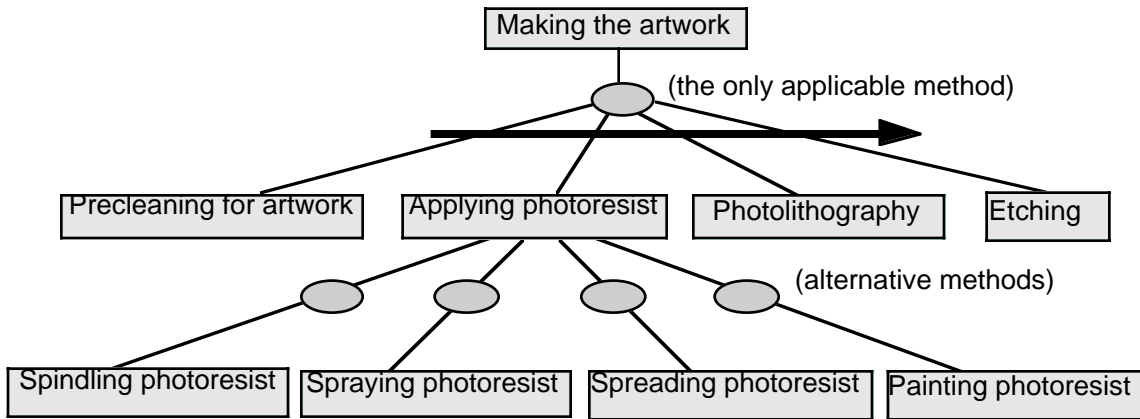 Making the artwork
(the only applicable method)
Precleaning for artwork
Applying photoresist
Photolithography
Etching
(alternative methods)
Spindling photoresist
Spraying photoresist
Spreading photoresist
Painting photoresist